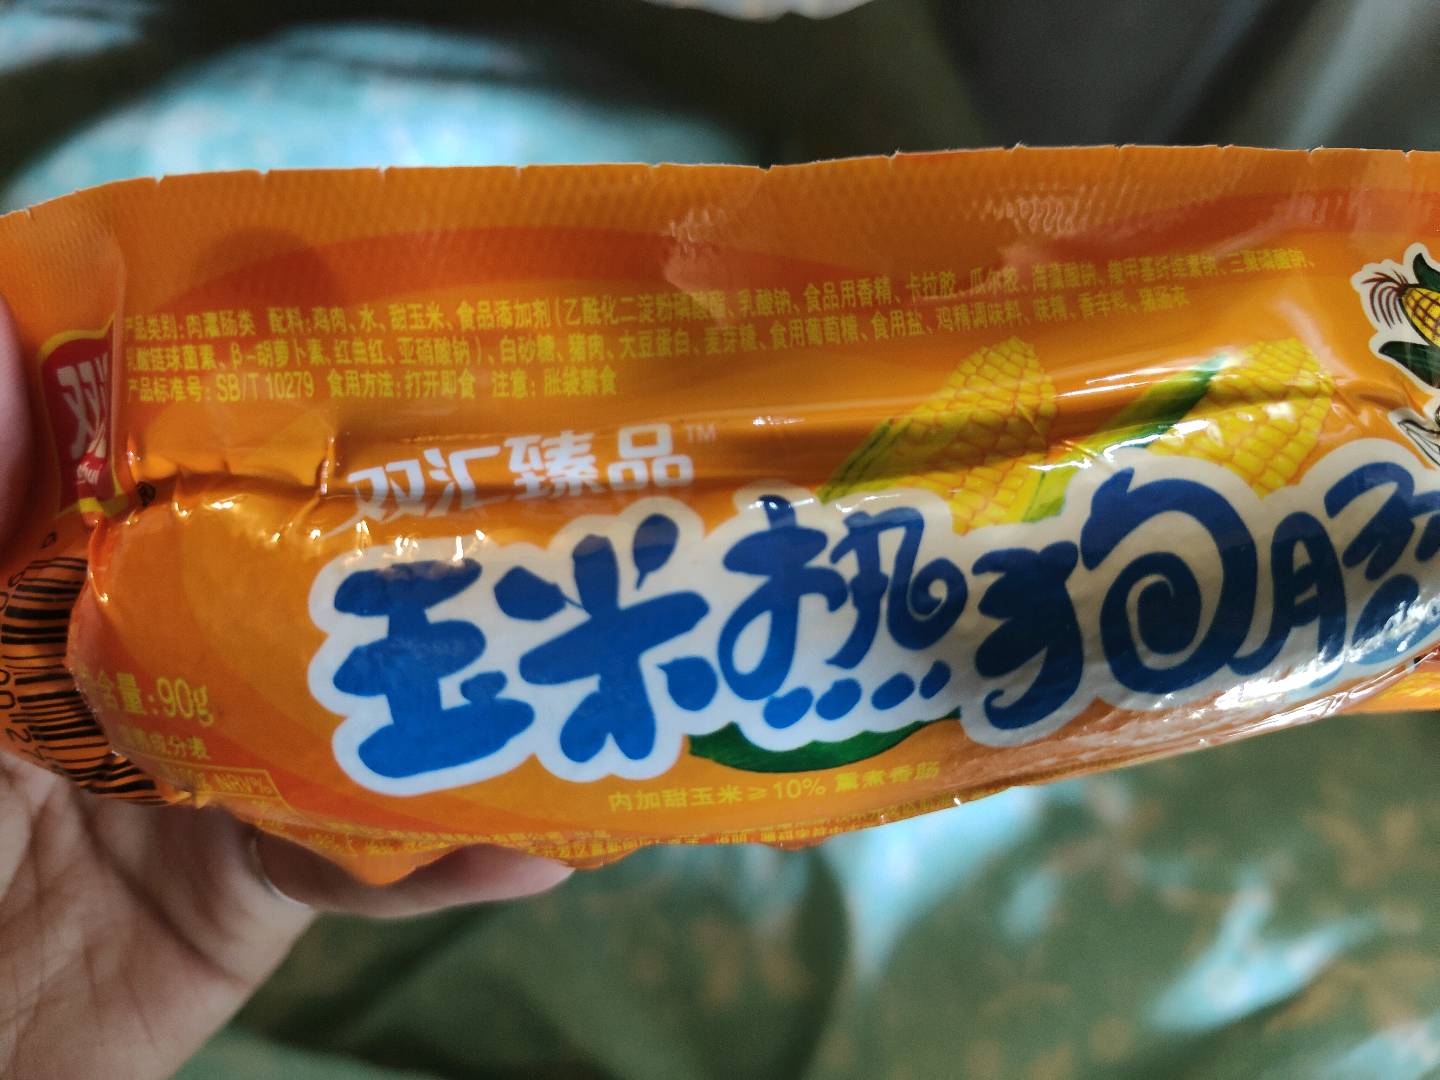 产品类别:肉灌肠类 配料:鸡肉、水、甜玉米、食品添加剂(乙酰化二淀粉磷酸酯、乳酸钠、食品用香精、卡拉胶、瓜尔胶、海藻酸钠、羧甲基纤维素钠、三聚磷酸钠、
乳酸链球菌素、β-胡萝卜素、红曲红、亚硝酸钠)、白砂糖、猪肉、大豆蛋白、麦芽糖、食用葡萄糖、食用盐、鸡精调味料、味精、香辛料、猪肠衣
产品标准号:SB/T 10279 食用方法:打开即食 注意:胀袋禁食
双
双汇臻品™
玉米热狗肠
含量:90g
成分表
NRV%
内加甜玉米≥10% 熏煮香肠